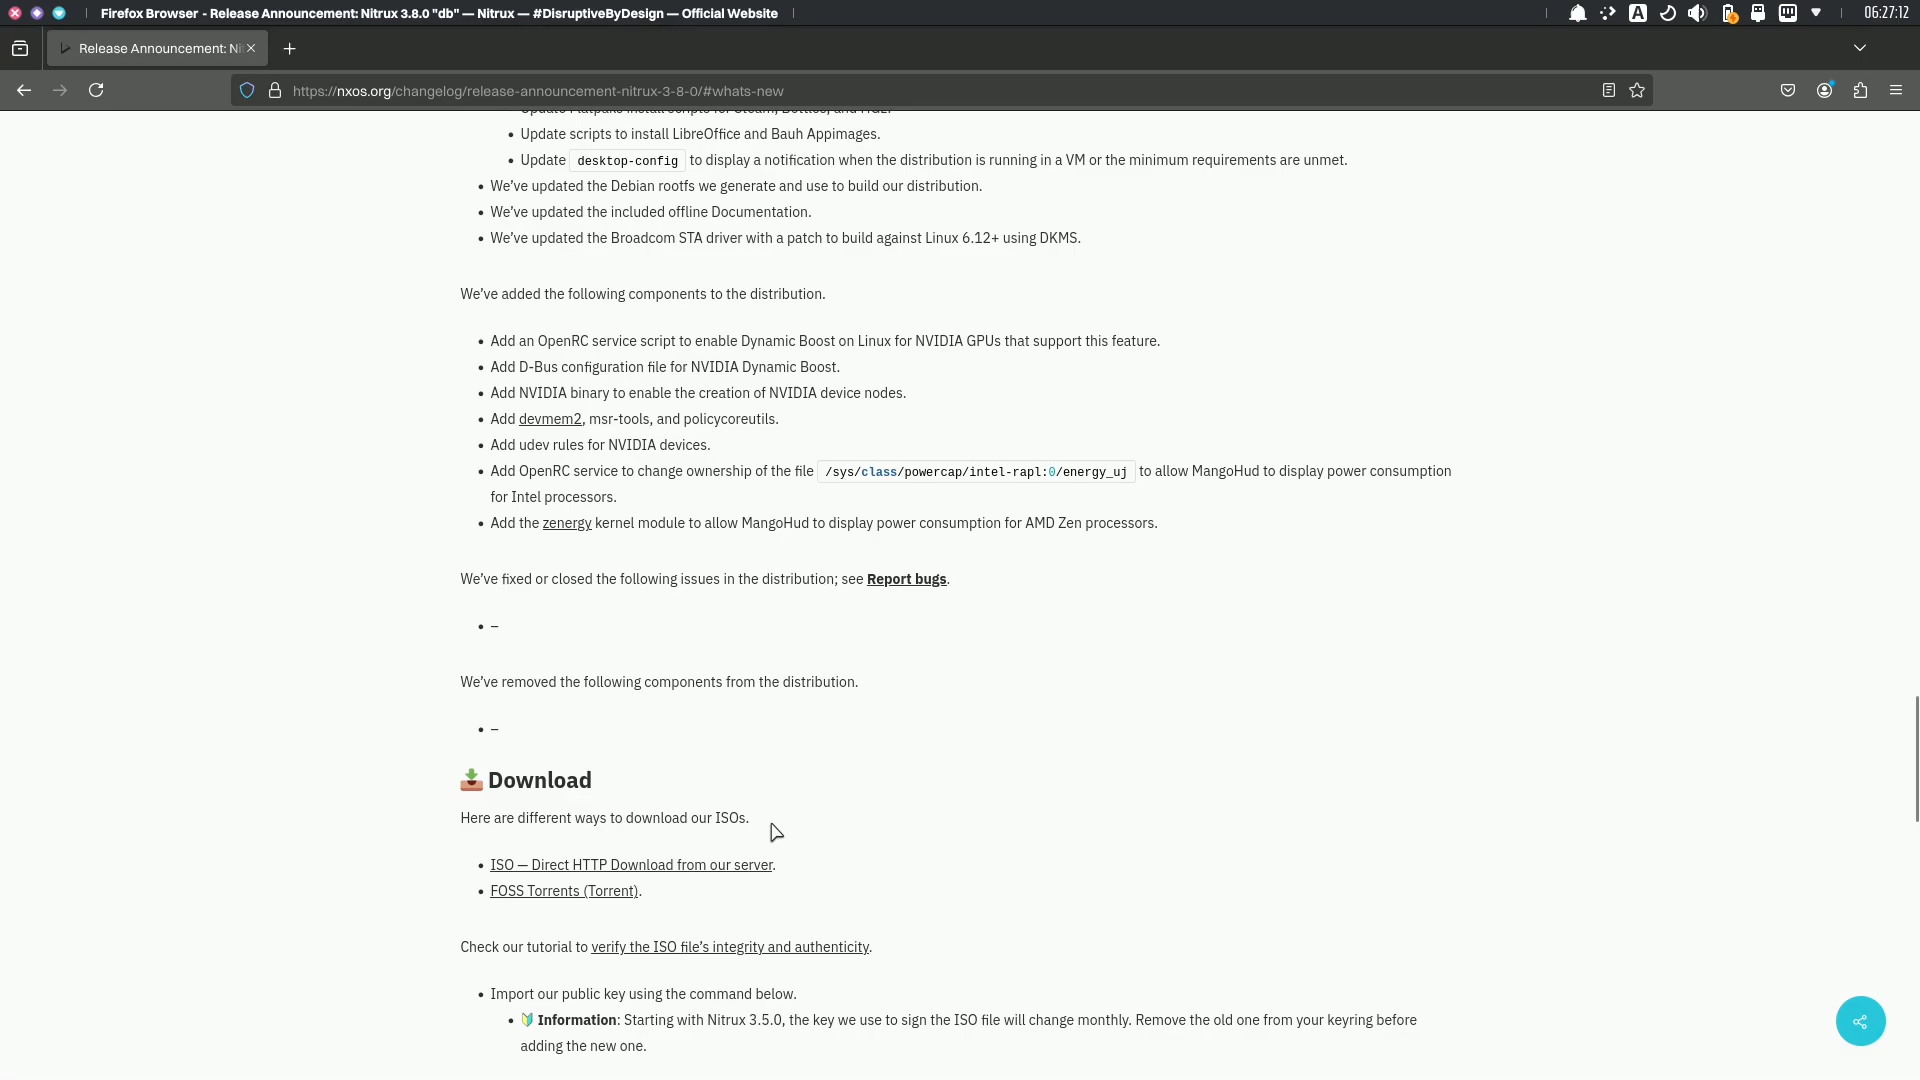 Firefox Browser - Release Announcement: Nitrux 3.8.0 "db" — Nitrux — #DisruptiveByDesign — Official Website
A
06:27:12
Release Announcement: Ni
https://nxos.org/changelog/release-announcement-nitrux-3-8-0/#whats-new
Update Flatpaks install scripts for Steam, Bottles, and HGL.
• Update scripts to install LibreOffice and Bauh Appimages.
• Update desktop-config to display a notification when the distribution is running in a VM or the minimum requirements are unmet.
• We’ve updated the Debian rootfs we generate and use to build our distribution.
• We’ve updated the included offline Documentation.
• We’ve updated the Broadcom STA driver with a patch to build against Linux 6.12+ using DKMS.
We’ve added the following components to the distribution.
• Add an OpenRC service script to enable Dynamic Boost on Linux for NVIDIA GPUs that support this feature.
• Add D-Bus configuration file for NVIDIA Dynamic Boost.
• Add NVIDIA binary to enable the creation of NVIDIA device nodes.
• Add devmem2, msr-tools, and policycoreutils.
• Add udev rules for NVIDIA devices.
• Add OpenRC service to change ownership of the file /sys/class/powercap/intel-rapl:0/energy_uj to allow MangoHud to display power consumption
for Intel processors.
• Add the zenergy kernel module to allow MangoHud to display power consumption for AMD Zen processors.
We’ve fixed or closed the following issues in the distribution; see Report bugs.
• –
We’ve removed the following components from the distribution.
• –
Download
Here are different ways to download our ISOs.
• ISO — Direct HTTP Download from our server.
• FOSS Torrents (Torrent).
Check our tutorial to verify the ISO file’s integrity and authenticity.
• Import our public key using the command below.
• Information: Starting with Nitrux 3.5.0, the key we use to sign the ISO file will change monthly. Remove the old one from your keyring before
adding the new one.